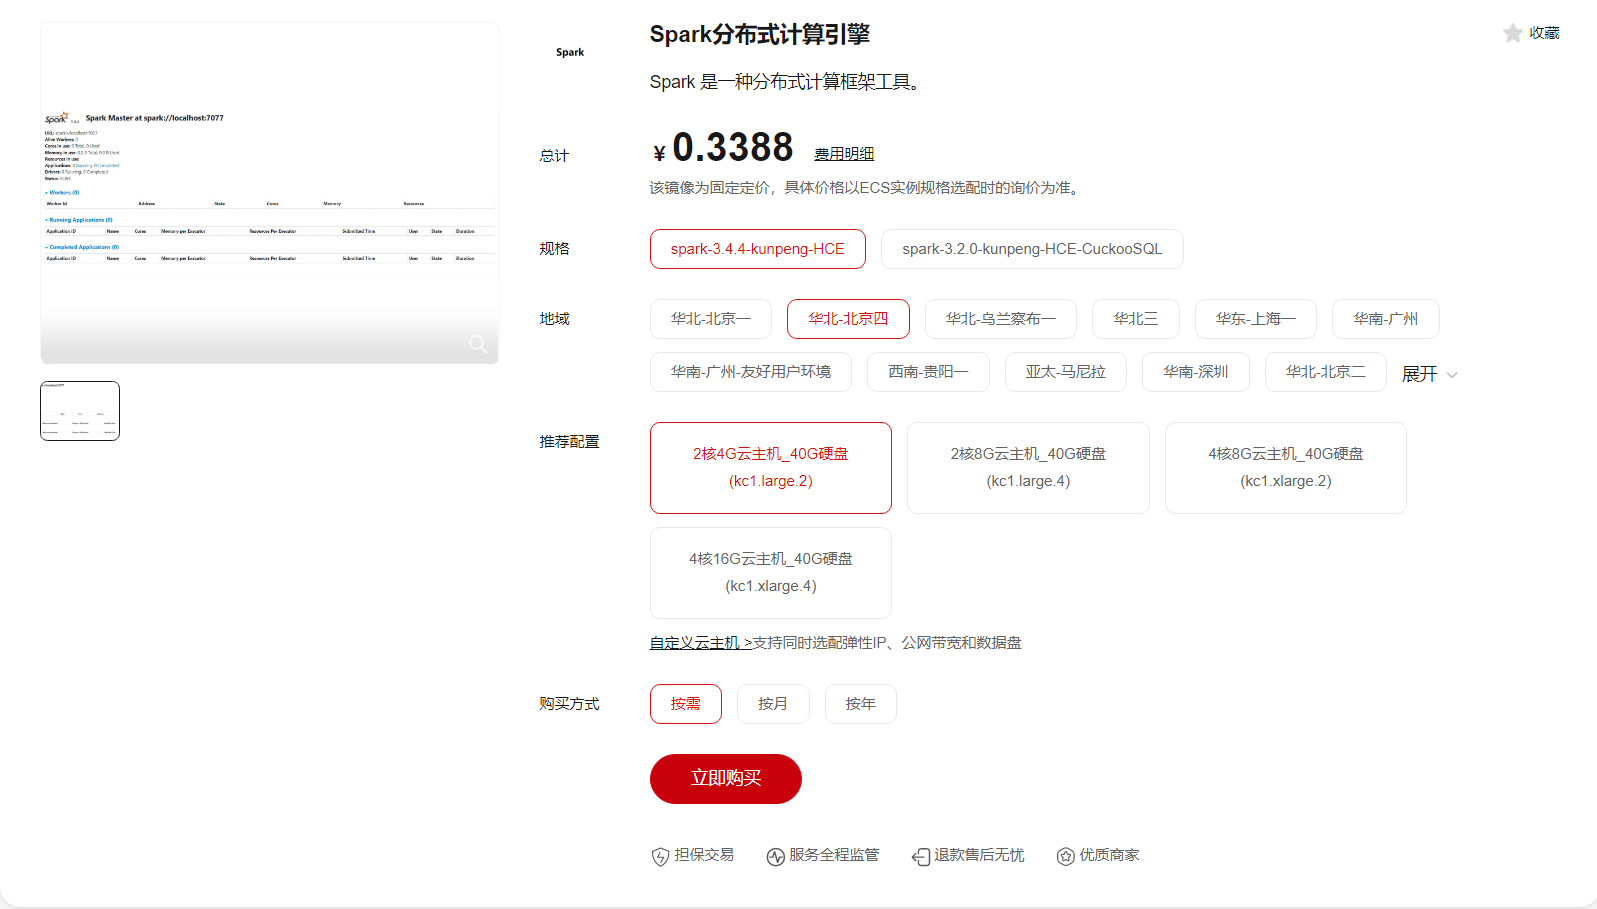 Spark 3.4.4 Spark Master at spark://localhost:7077
URL: spark://localhost:7077
Alive Workers: 0
Cores in use: 0 Total, 0 Used
Memory in use: 0.0 B Total, 0.0 B Used
Resources in use:
Applications: 0 Running, 0 Completed
Drivers: 0 Running, 0 Completed
Status: ALIVE
Workers (0)
Worker Id Address State Cores Memory Resources
Running Applications (0)
Application ID Name Cores Memory per Executor Resources Per Executor Submitted Time User State Duration
Completed Applications (0)
Application ID Name Cores Memory per Executor Resources Per Executor Submitted Time User State Duration
Spark
Spark分布式计算引擎
收藏
Spark 是一种分布式计算框架工具。
总计
¥ 0.3388 费用明细
该镜像为固定定价，具体价格以ECS实例规格选配时的询价为准。
规格
spark-3.4.4-kunpeng-HCE spark-3.2.0-kunpeng-HCE-CuckooSQL
地域
华北-北京一 华北-北京四 华北-乌兰察布一 华北三 华东-上海一 华南-广州
华南-广州-友好用户环境 西南-贵阳一 亚太-马尼拉 华南-深圳 华北-北京二 展开
推荐配置
2核4G云主机_40G硬盘
(kc1.large.2)
2核8G云主机_40G硬盘
(kc1.large.4)
4核8G云主机_40G硬盘
(kc1.xlarge.2)
4核16G云主机_40G硬盘
(kc1.xlarge.4)
自定义云主机 >支持同时选配弹性IP、公网带宽和数据盘
购买方式
按需 按月 按年
立即购买
担保交易 服务全程监管 退款售后无忧 优质商家